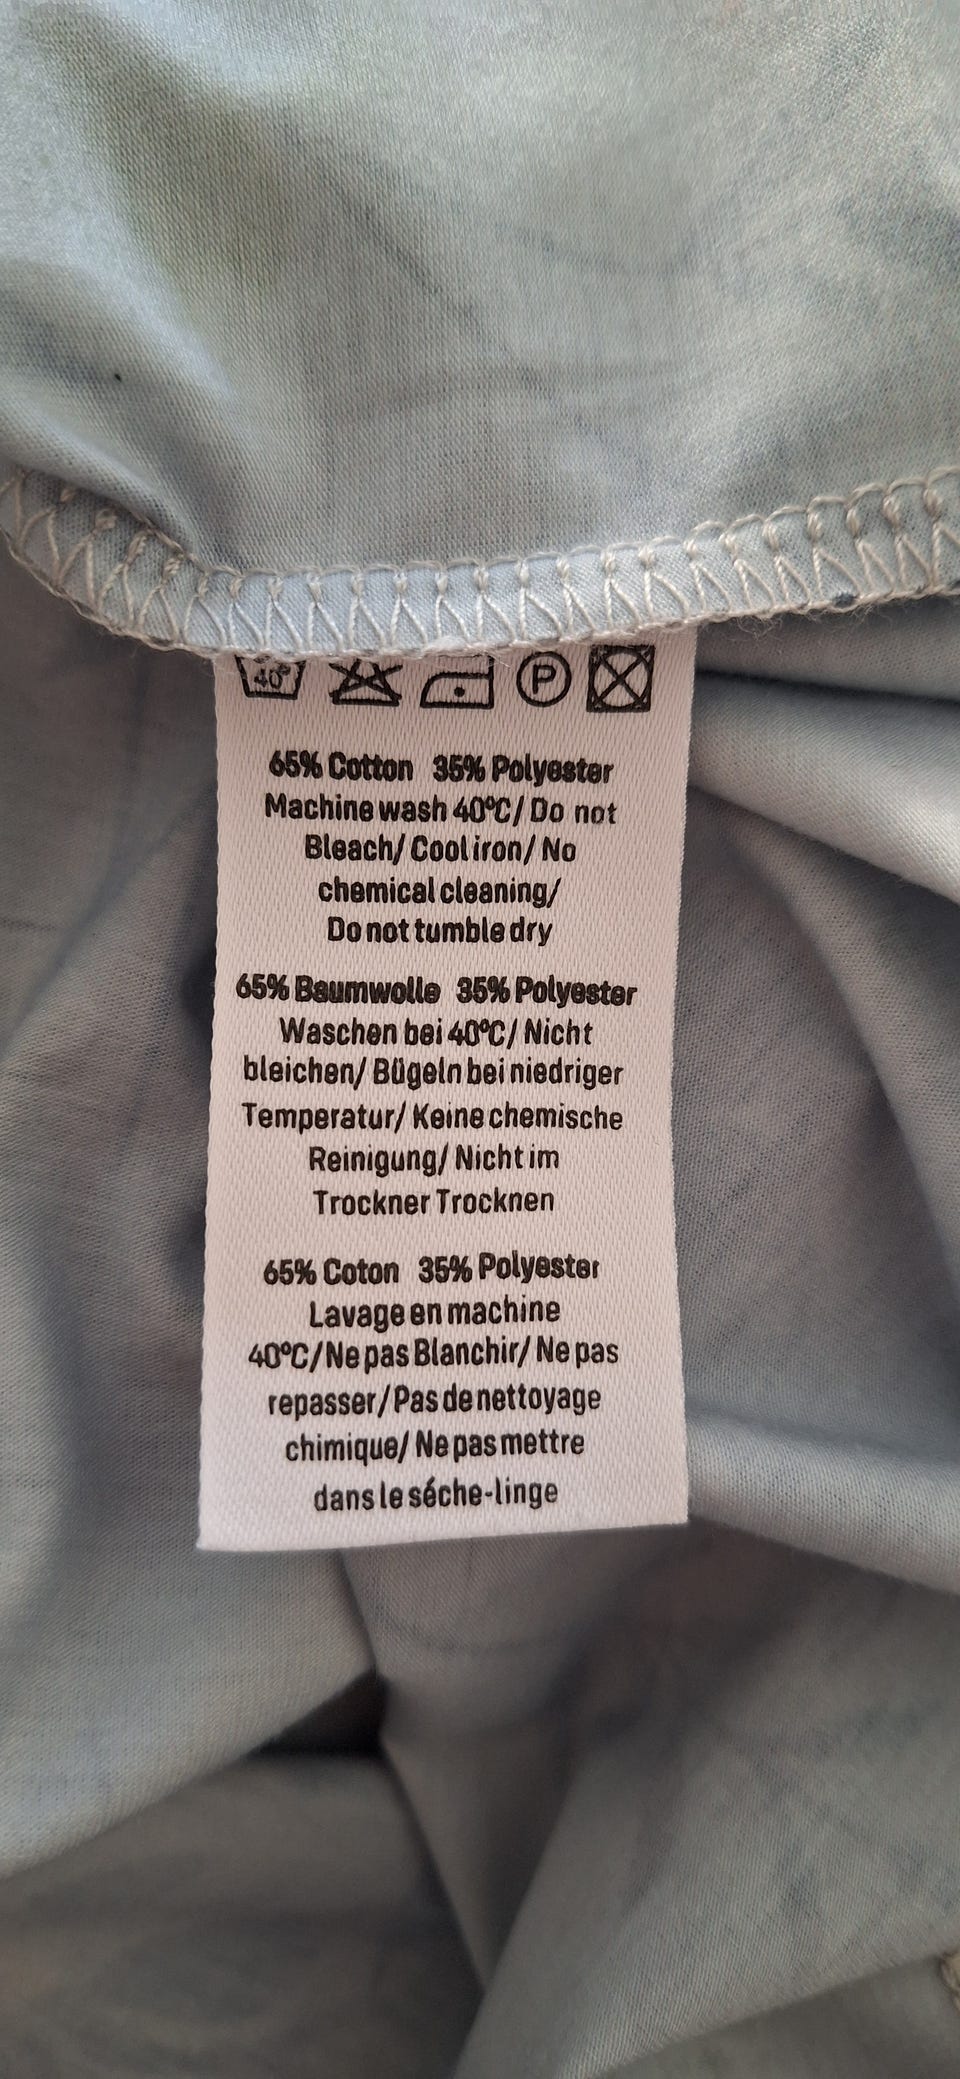 40°
P
65% Cotton 35% Polyester
Machine wash 40°C/ Do not
Bleach/ Cool iron/ No
chemical cleaning/
Do not tumble dry
65% Baumwolle 35% Polyester
Waschen bei 40°C/ Nicht
bleichen/ Bügeln bei niedriger
Temperatur/ Keine chemische
Reinigung/ Nicht im
Trockner Trocknen
65% Coton 35% Polyester
Lavage en machine
40°C/Ne pas Blanchir/ Ne pas
repasser/Pas de nettoyage
chimique/ Ne pas mettre
dans le séche-linge